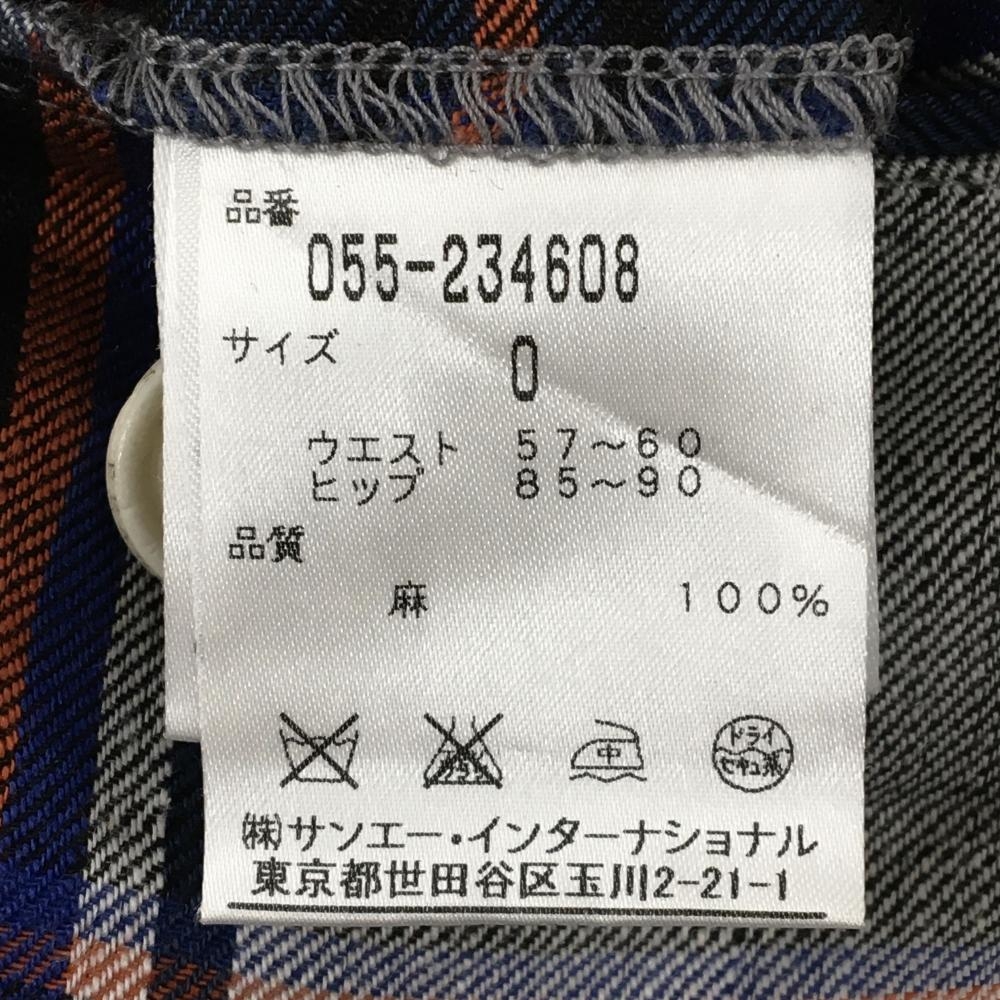 品番
055-234608
サイズ 0
ウエスト 57～60
ヒップ 85～90
品質
麻 100%
中
ドライ
セキユ系
㈱サンエー・インターナショナル
東京都世田谷区玉川2-21-1